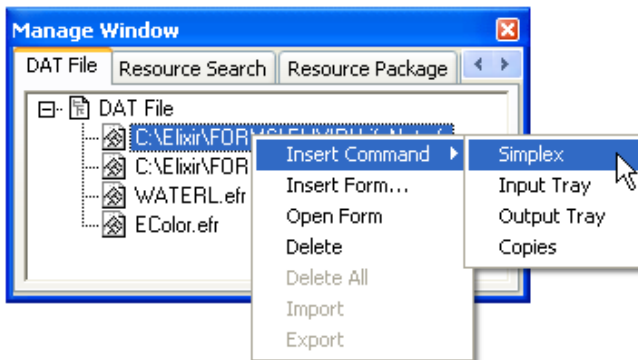 Manage Window
DAT File Resource Search Resource Package
DAT File
C:\Elixir\FORMS\
C:\Elixir\FOR
WATERL.efr
EColor.efr
Insert Command
Insert Form...
Open Form
Delete
Delete All
Import
Export
Simplex
Input Tray
Output Tray
Copies